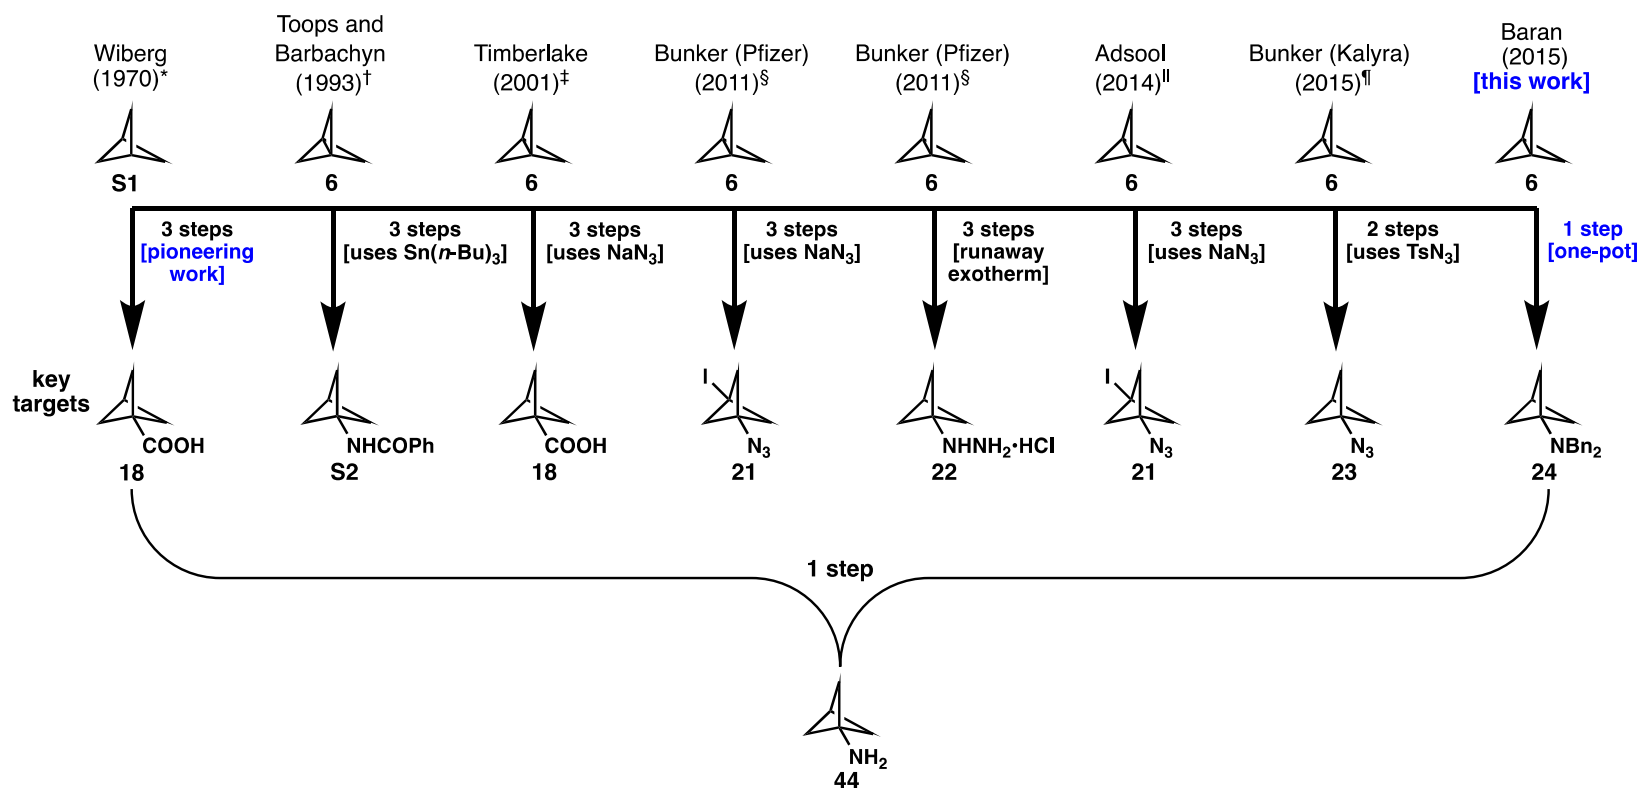 Wiberg
(1970)*
S1
Toops and
Barbachyn
(1993)†
6
Timberlake
(2001)‡
6
Bunker (Pfizer)
(2011)§
6
Bunker (Pfizer)
(2011)§
6
Adsool
(2014)||
6
Bunker (Kalyra)
(2015)¶
6
Baran
(2015)
[this work]
6
3 steps
[pioneering
work]
3 steps
[uses Sn(n-Bu)3]
3 steps
[uses NaN3]
3 steps
[uses NaN3]
3 steps
[runaway
exotherm]
3 steps
[uses NaN3]
2 steps
[uses TsN3]
1 step
[one-pot]
key
targets
COOH
18
NHCOPh
S2
COOH
18
I
N3
21
NHNH2•HCl
22
I
N3
21
N3
23
NBn2
24
1 step
NH2
44